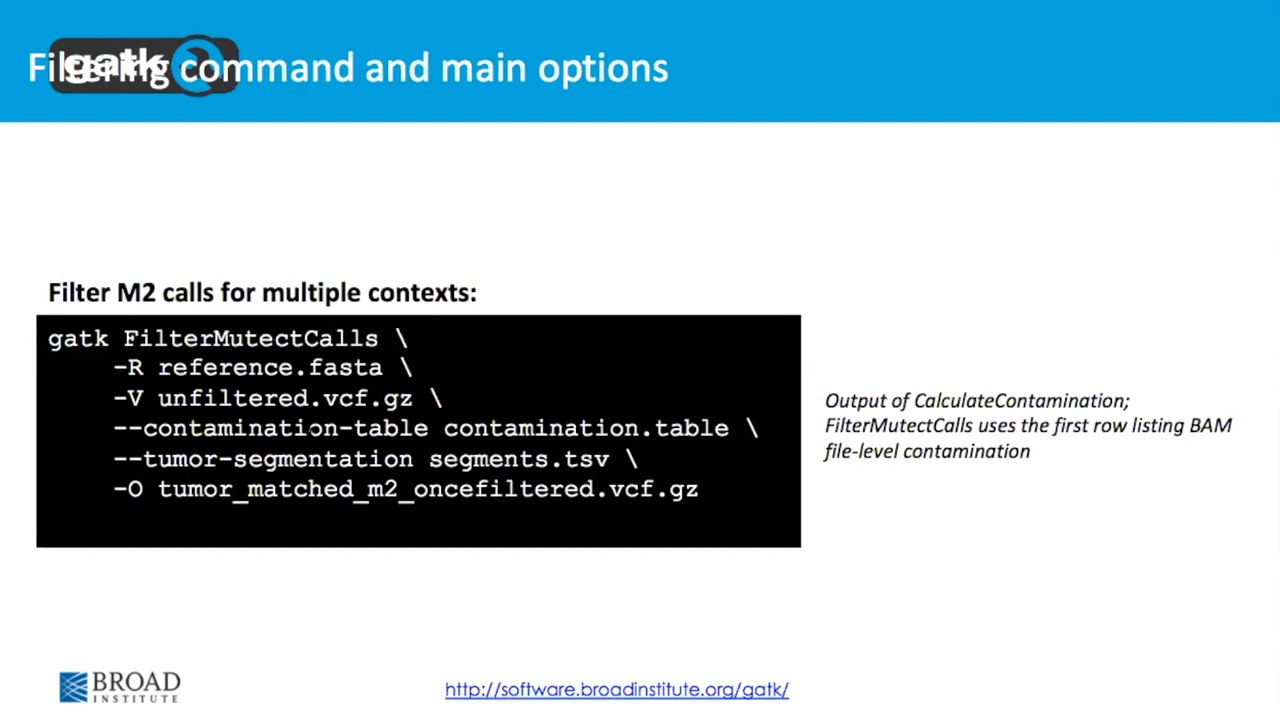 gatk
Filtering command and main options
Filter M2 calls for multiple contexts:
gatk FilterMutectCalls \
-R reference.fasta \
-V unfiltered.vcf.gz \
--contamination-table contamination.table \
--tumor-segmentation segments.tsv \
-O tumor_matched_m2_oncefiltered.vcf.gz
Output of CalculateContamination;
FilterMutectCalls uses the first row listing BAM
file-level contamination
BROAD
INSTITUTE
http://software.broadinstitute.org/gatk/